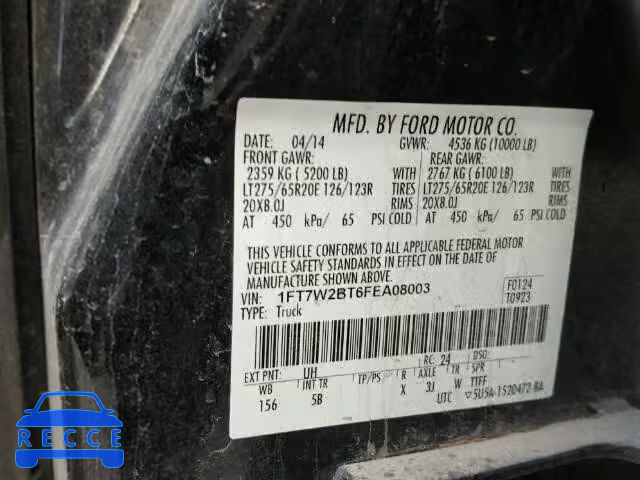 MFD. BY FORD MOTOR CO.
DATE: 04/14 GVWR: 4536 KG (10000 LB)
FRONT GAWR: REAR GAWR:
2359 KG ( 5200 LB) WITH 2767 KG ( 6100 LB) WITH
LT275/65R20E 126/123R TIRES LT275/65R20E 126/123R TIRES
20X8.0J RIMS 20X8.0J RIMS
AT 450 kPa/ 65 PSI COLD AT 450 kPa/ 65 PSI COLD
THIS VEHICLE CONFORMS TO ALL APPLICABLE FEDERAL MOTOR
VEHICLE SAFETY STANDARDS IN EFFECT ON THE DATE OF
MANUFACTURE SHOWN ABOVE.
VIN: 1FT7W2BT6FEA08003 F0124
TYPE: Truck T0923
EXT PNT: UH RC: 24 DSO:
WB INT TR TP/PS R AXLE TR SPR
156 5B X 3J W TTFF
UTC ▽5U5A-1520472-BA
BIDFAX